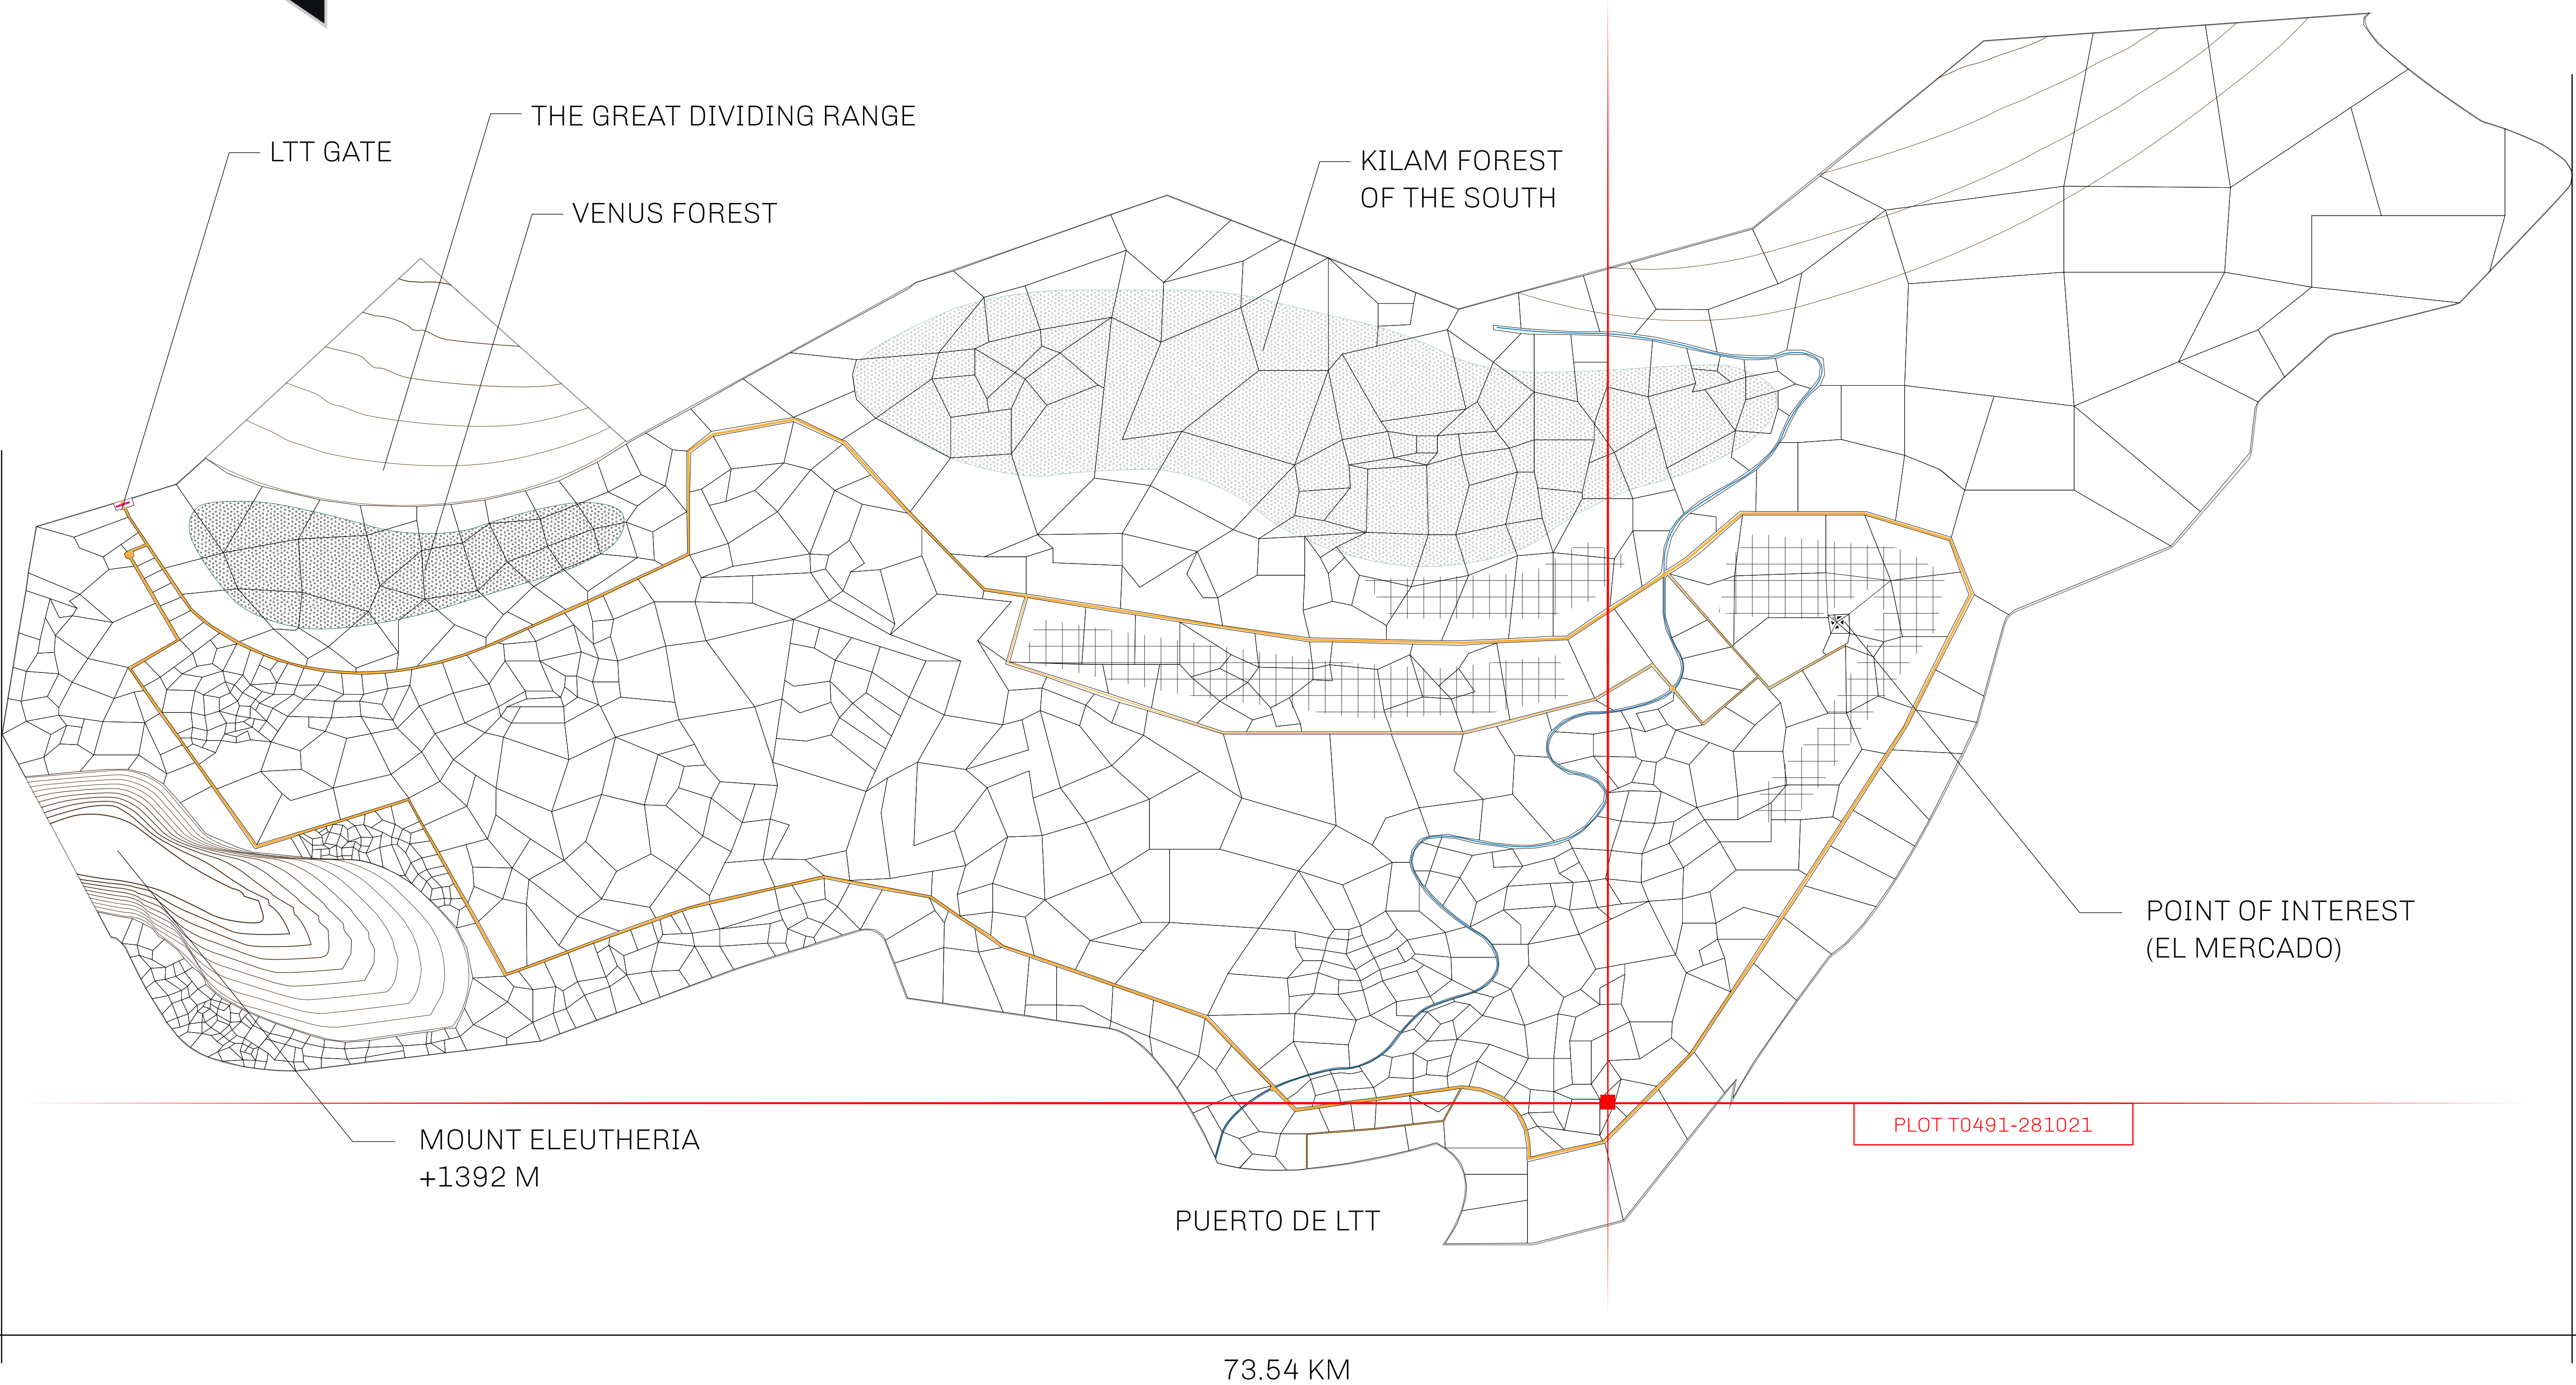 THE GREAT DIVIDING RANGE
LTT GATE
KILAM FOREST
OF THE SOUTH
VENUS FOREST
POINT OF INTEREST
(EL MERCADO)
PLOT T0491-281021
MOUNT ELEUTHERIA
+1392 M
PUERTO DE LTT
73.54 KM